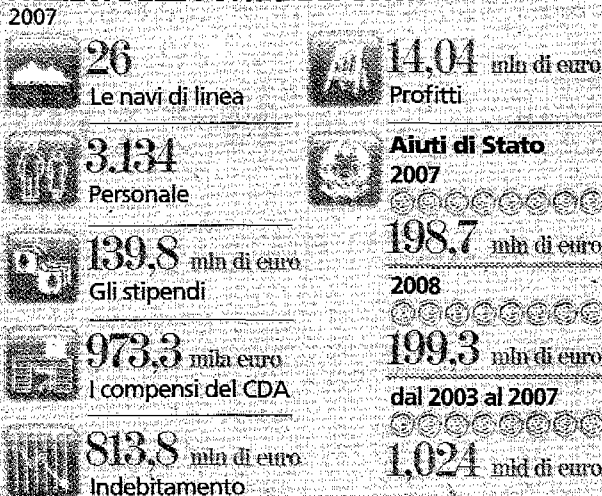 2007
26
Le navi di linea
3.134
Personale
139,8 mln di euro
Gli stipendi
973,3 mila euro
I compensi del CDA
813,8 mln di euro
Indebitamento
14,04 mln di euro
Profitti
Aiuti di Stato
2007
198,7 mln di euro
2008
199,3 mln di euro
dal 2003 al 2007
1,024 mld di euro